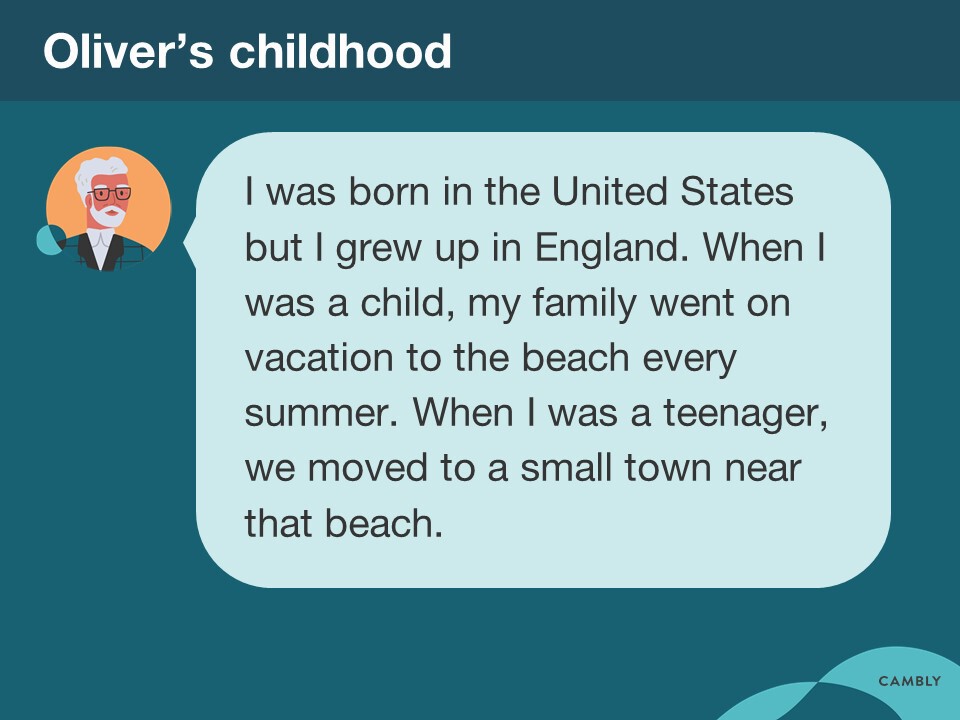 Oliver’s childhood
I was born in the United States
but I grew up in England. When I
was a child, my family went on
vacation to the beach every
summer. When I was a teenager,
we moved to a small town near
that beach.
CAMBLY